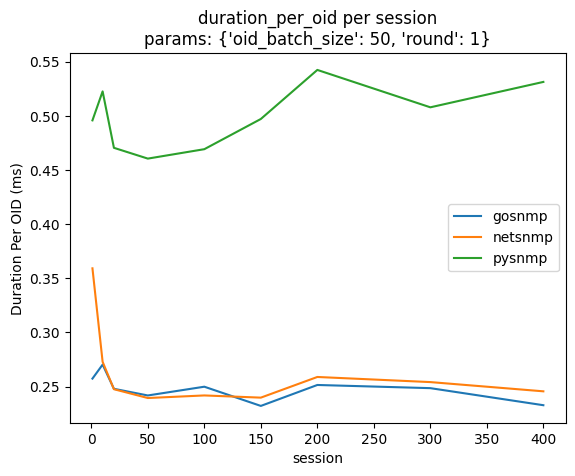 duration_per_oid per session
params: {'oid_batch_size': 50, 'round': 1}
Duration Per OID (ms)
0.55
0.50
0.45
0.40
0.35
0.30
0.25
gosnmp
netsnmp
pysnmp
0 50 100 150 200 250 300 350 400
session